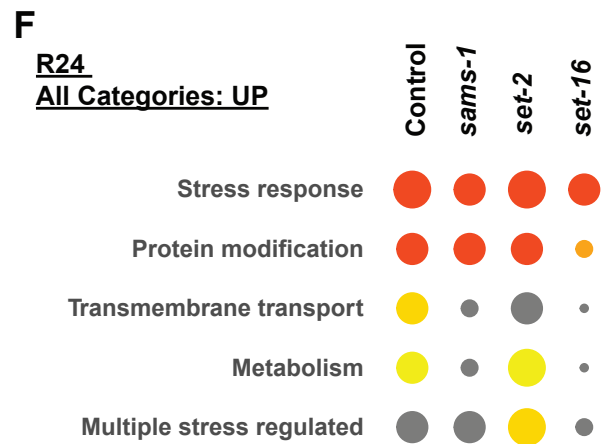 F
R24
All Categories: UP
Control
sams-1
set-2
set-16
Stress response
Protein modification
Transmembrane transport
Metabolism
Multiple stress regulated